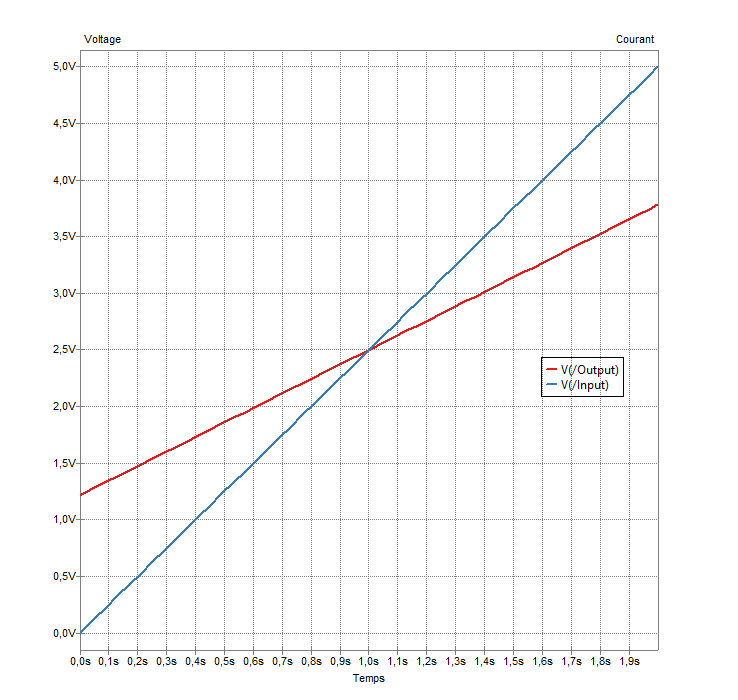 Voltage
Courant
5,0V
4,5V
4,0V
3,5V
3,0V
2,5V
2,0V
1,5V
1,0V
0,5V
0,0V
V(/Output)
V(/Input)
0,0s 0,1s 0,2s 0,3s 0,4s 0,5s 0,6s 0,7s 0,8s 0,9s 1,0s 1,1s 1,2s 1,3s 1,4s 1,5s 1,6s 1,7s 1,8s 1,9s
Temps